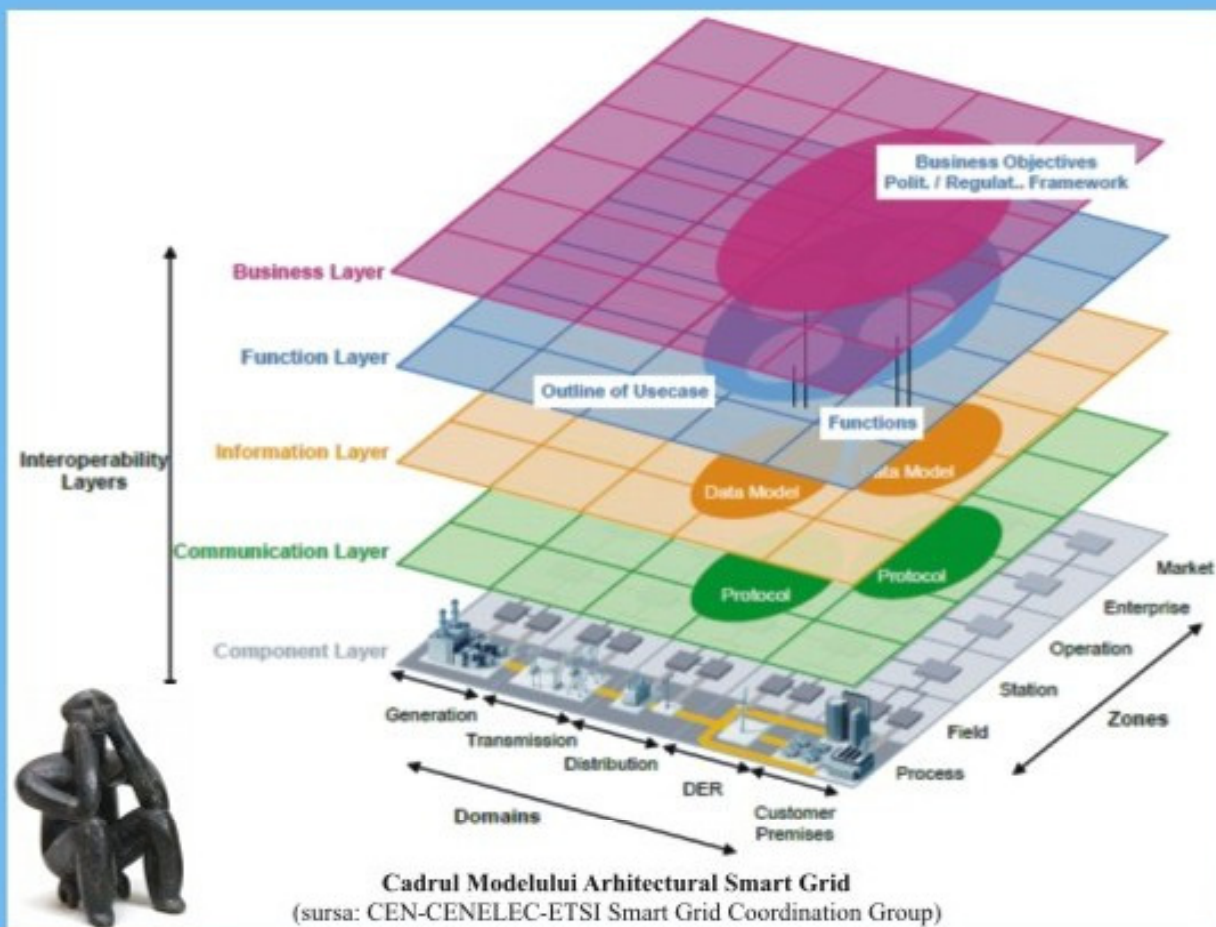 Business Objectives
Polit. / Regulat.. Framework
Business Layer
Function Layer
Outline of Usecase
Functions
Interoperability
Layers
Information Layer
Data Model
Data Model
Communication Layer
Protocol
Protocol
Component Layer
Market
Enterprise
Operation
Station
Field
Process
Zones
Generation
Transmission
Distribution
DER
Customer
Premises
Domains
Cadrul Modelului Arhitectural Smart Grid
(sursa: CEN-CENELEC-ETSI Smart Grid Coordination Group)